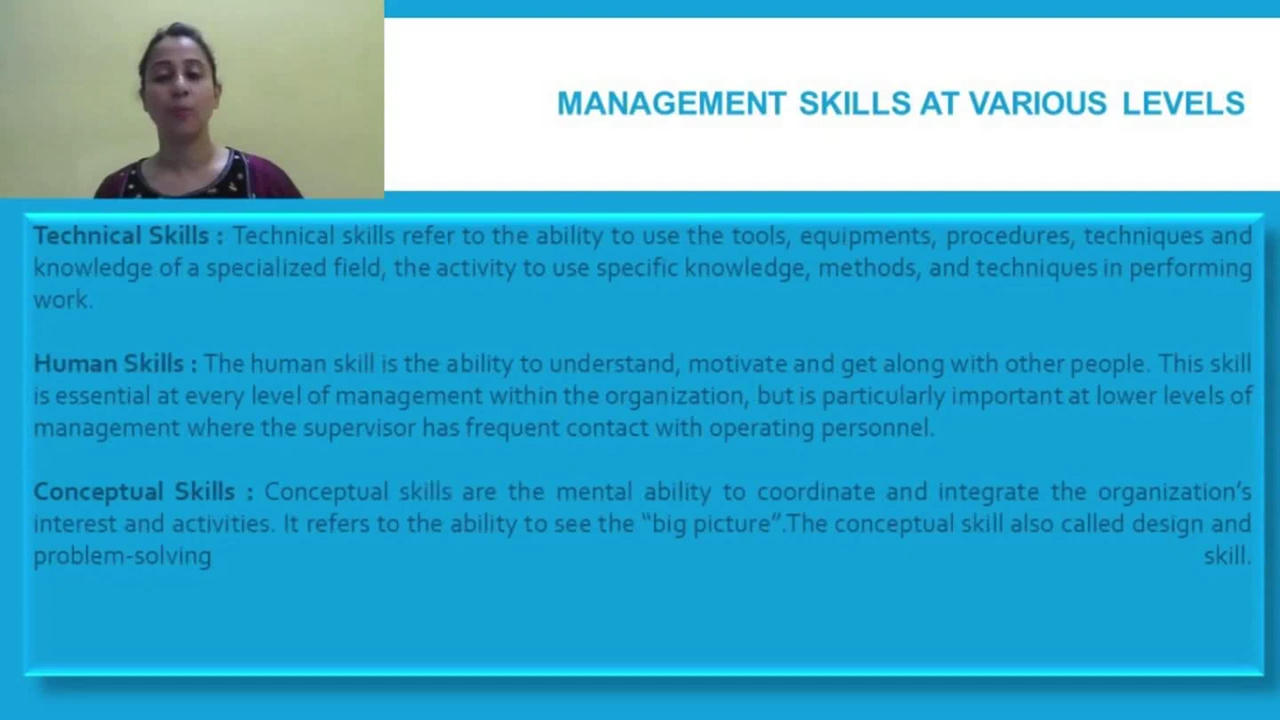 MANAGEMENT SKILLS AT VARIOUS LEVELS
Technical Skills : Technical skills refer to the ability to use the tools, equipments, procedures, techniques and
knowledge of a specialized field, the activity to use specific knowledge, methods, and techniques in performing
work.
Human Skills : The human skill is the ability to understand, motivate and get along with other people. This skill
is essential at every level of management within the organization, but is particularly important at lower levels of
management where the supervisor has frequent contact with operating personnel.
Conceptual Skills : Conceptual skills are the mental ability to coordinate and integrate the organization’s
interest and activities. It refers to the ability to see the “big picture”.The conceptual skill also called design and
problem-solving skill.